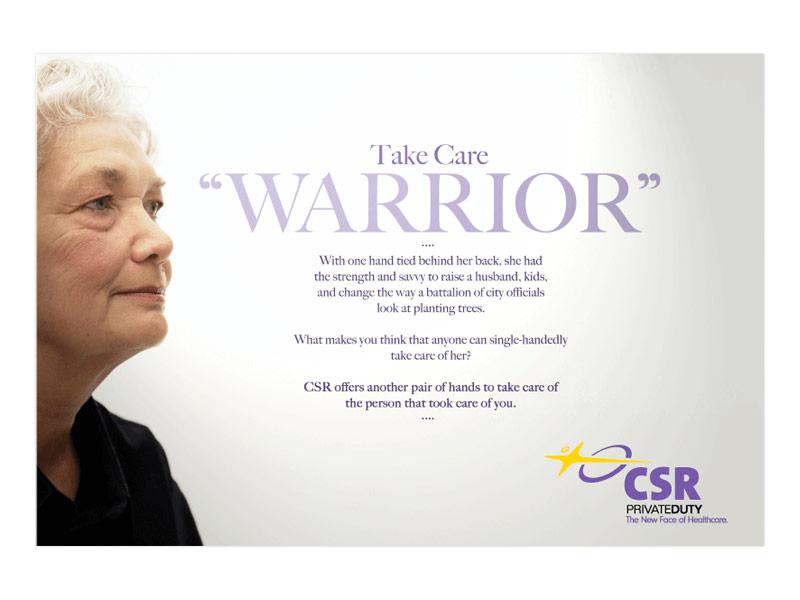 Take Care
“WARRIOR”
....
With one hand tied behind her back, she had
the strength and savvy to raise a husband, kids,
and change the way a battalion of city officials
look at planting trees.
What makes you think that anyone can single-handedly
take care of her?
CSR offers another pair of hands to take care of
the person that took care of you.
....
CSR
PRIVATEDUTY
The New Face of Healthcare.